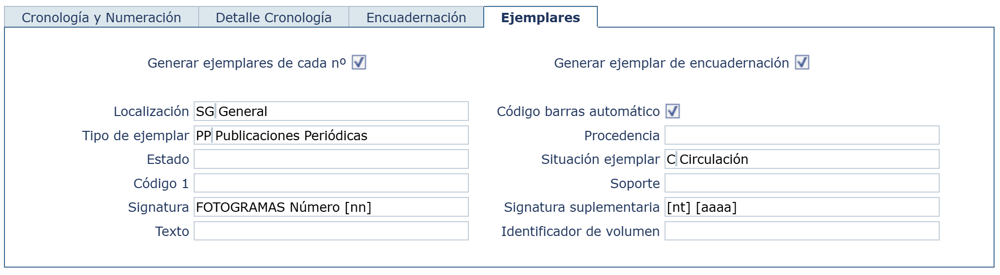 Cronología y Numeración Detalle Cronología Encuadernación Ejemplares
Generar ejemplares de cada nº Generar ejemplar de encuadernación
Localización SG General Código barras automático
Tipo de ejemplar PP Publicaciones Periódicas Procedencia
Estado Situación ejemplar C Circulación
Código 1 Soporte
Signatura FOTOGRAMAS Número [nn] Signatura suplementaria [nt] [aaaa]
Texto Identificador de volumen